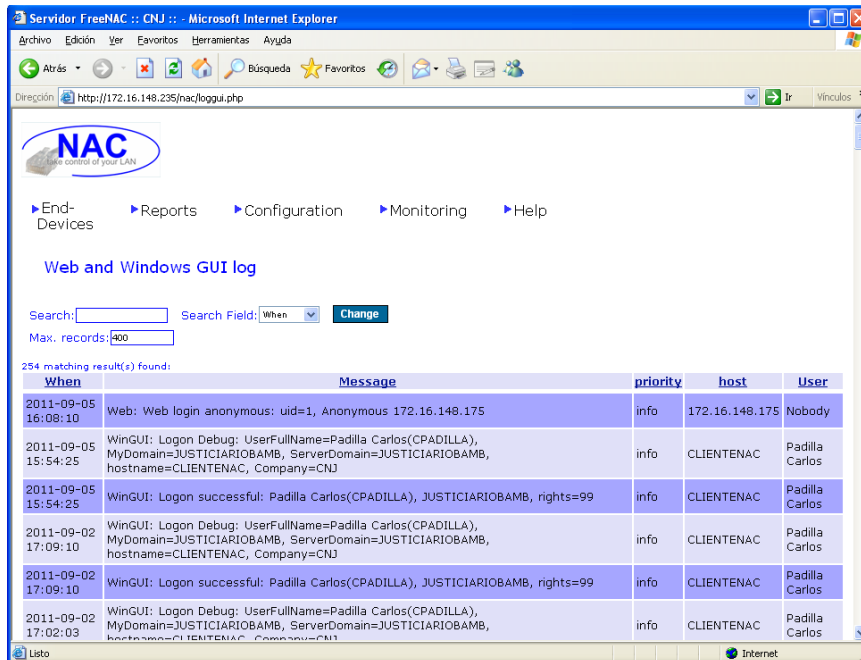 Servidor FreeNAC :: CNJ :: - Microsoft Internet Explorer
Archivo Edición Ver Favoritos Herramientas Ayuda
Atrás Búsqueda Favoritos
Dirección http://172.16.148.235/nac/loggui.php Ir Vínculos
NAC
take control of your LAN
End-Devices Reports Configuration Monitoring Help
Web and Windows GUI log
Search: Search Field: When Change
Max. records: 400
254 matching result(s) found:
When Message priority host User
2011-09-05
16:08:10 Web: Web login anonymous: uid=1, Anonymous 172.16.148.175 info 172.16.148.175 Nobody
2011-09-05
15:54:25 WinGUI: Logon Debug: UserFullName=Padilla Carlos(CPADILLA),
MyDomain=JUSTICIARIOBAMB, ServerDomain=JUSTICIARIOBAMB,
hostname=CLIENTENAC, Company=CNJ info CLIENTENAC Padilla
Carlos
2011-09-05
15:54:25 WinGUI: Logon successful: Padilla Carlos(CPADILLA), JUSTICIARIOBAMB, rights=99 info CLIENTENAC Padilla
Carlos
2011-09-02
17:09:10 WinGUI: Logon Debug: UserFullName=Padilla Carlos(CPADILLA),
MyDomain=JUSTICIARIOBAMB, ServerDomain=JUSTICIARIOBAMB,
hostname=CLIENTENAC, Company=CNJ info CLIENTENAC Padilla
Carlos
2011-09-02
17:09:10 WinGUI: Logon successful: Padilla Carlos(CPADILLA), JUSTICIARIOBAMB, rights=99 info CLIENTENAC Padilla
Carlos
2011-09-02
17:02:03 WinGUI: Logon Debug: UserFullName=Padilla Carlos(CPADILLA),
MyDomain=JUSTICIARIOBAMB, ServerDomain=JUSTICIARIOBAMB,
hostname=CLIENTENAC, Company=CNJ info CLIENTENAC Padilla
Carlos
Listo Internet